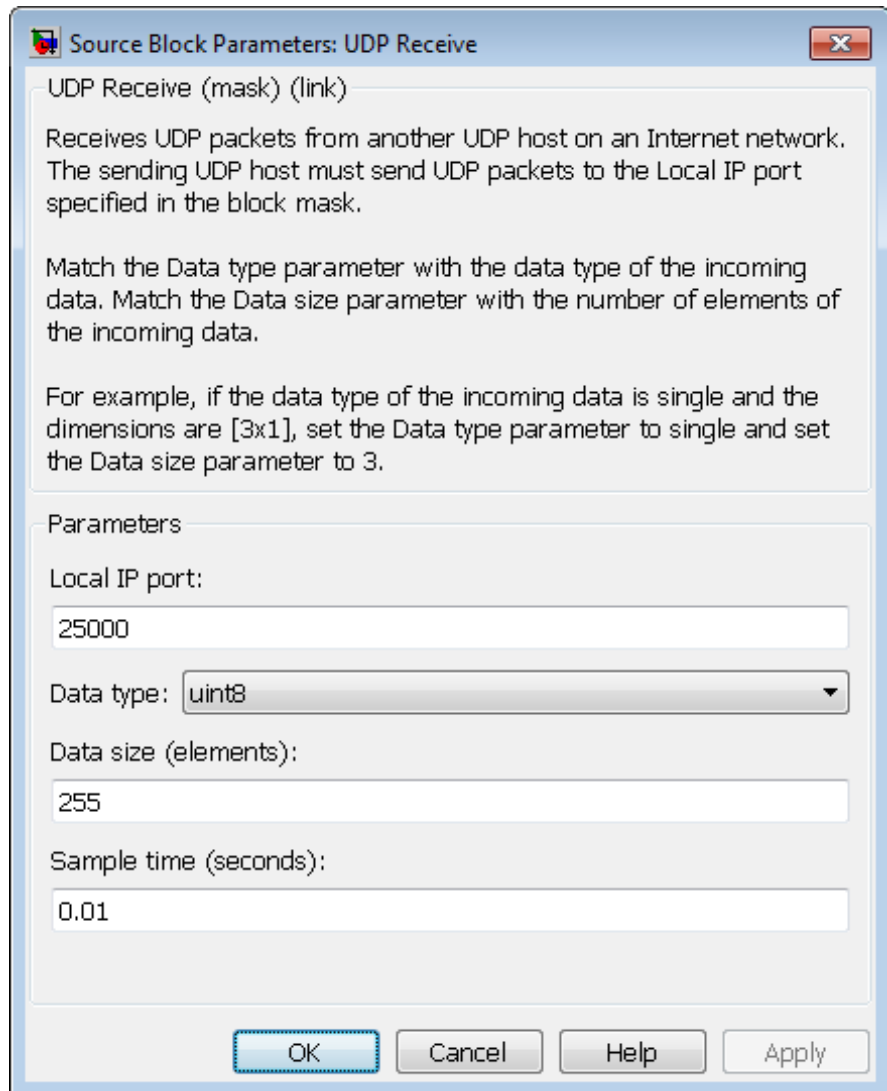 Source Block Parameters: UDP Receive
UDP Receive (mask) (link)
Receives UDP packets from another UDP host on an Internet network.
The sending UDP host must send UDP packets to the Local IP port
specified in the block mask.
Match the Data type parameter with the data type of the incoming
data. Match the Data size parameter with the number of elements of
the incoming data.
For example, if the data type of the incoming data is single and the
dimensions are [3x1], set the Data type parameter to single and set
the Data size parameter to 3.
Parameters
Local IP port:
25000
Data type: uint8
Data size (elements):
255
Sample time (seconds):
0.01
OK Cancel Help Apply